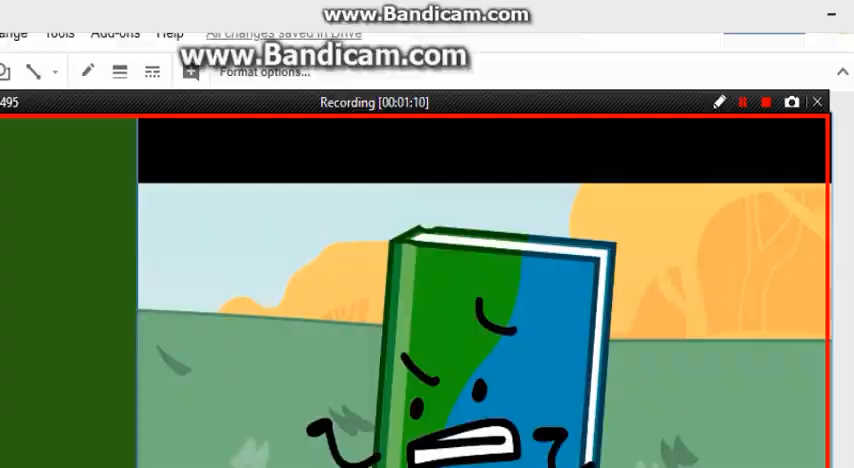 www.Bandicam.com
Tools Add-ons Help All changes saved in Drive
www.Bandicam.com
Format options...
495 Recording [00:01:10]